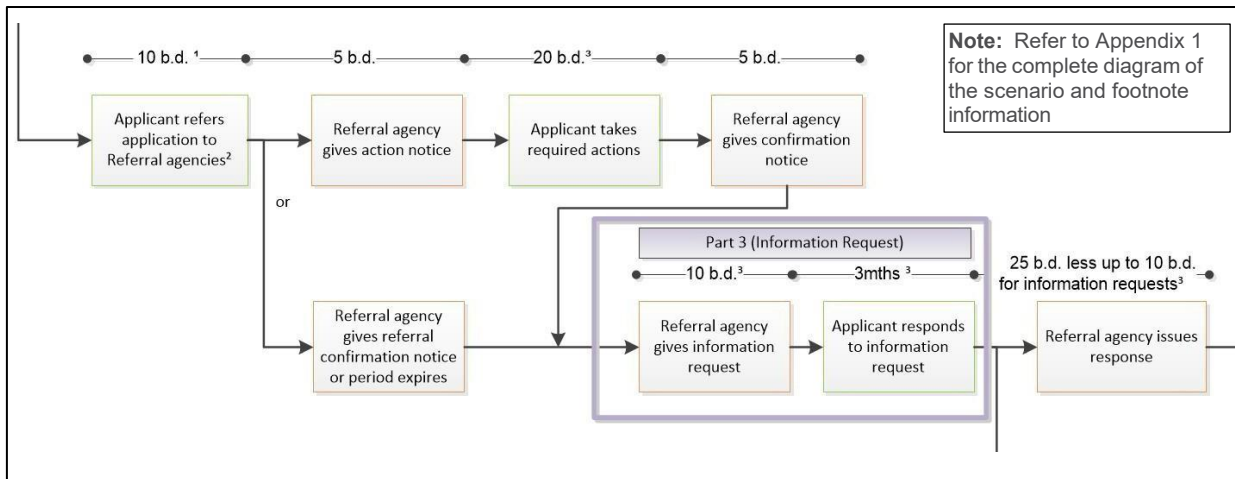 Note: Refer to Appendix 1
for the complete diagram of
the scenario and footnote
information
10 b.d. ¹
5 b.d.
20 b.d.³
5 b.d.
Applicant refers
application to
Referral agencies²
Referral agency
gives action notice
Applicant takes
required actions
Referral agency
gives confirmation
notice
or
Part 3 (Information Request)
10 b.d.³
3mths ³
25 b.d. less up to 10 b.d.
for information requests³
Referral agency
gives referral
confirmation notice
or period expires
Referral agency
gives information
request
Applicant responds
to information
request
Referral agency issues
response